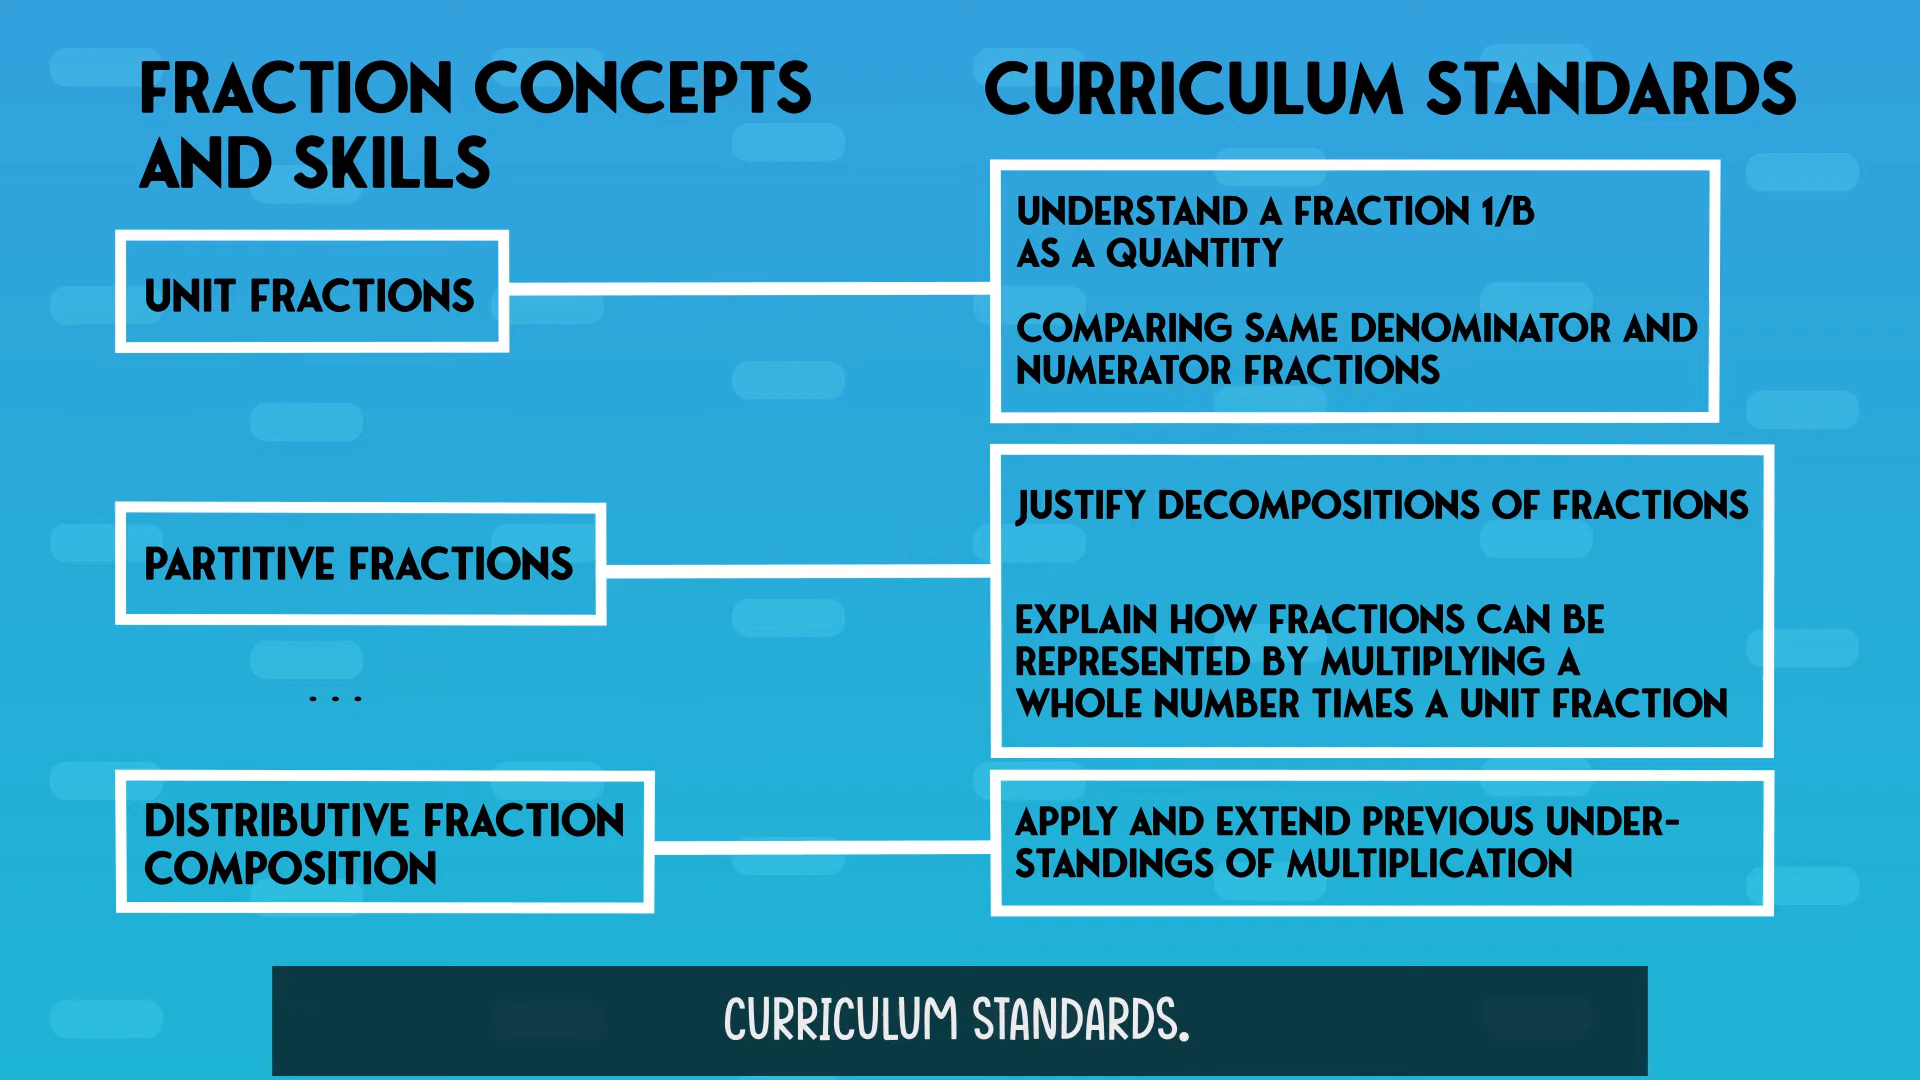 FRACTION CONCEPTS
AND SKILLS
UNIT FRACTIONS
PARTITIVE FRACTIONS
...
DISTRIBUTIVE FRACTION
COMPOSITION
CURRICULUM STANDARDS
UNDERSTAND A FRACTION 1/B
AS A QUANTITY
COMPARING SAME DENOMINATOR AND
NUMERATOR FRACTIONS
JUSTIFY DECOMPOSITIONS OF FRACTIONS
EXPLAIN HOW FRACTIONS CAN BE
REPRESENTED BY MULTIPLYING A
WHOLE NUMBER TIMES A UNIT FRACTION
APPLY AND EXTEND PREVIOUS UNDER-
STANDINGS OF MULTIPLICATION
CURRICULUM STANDARDS.